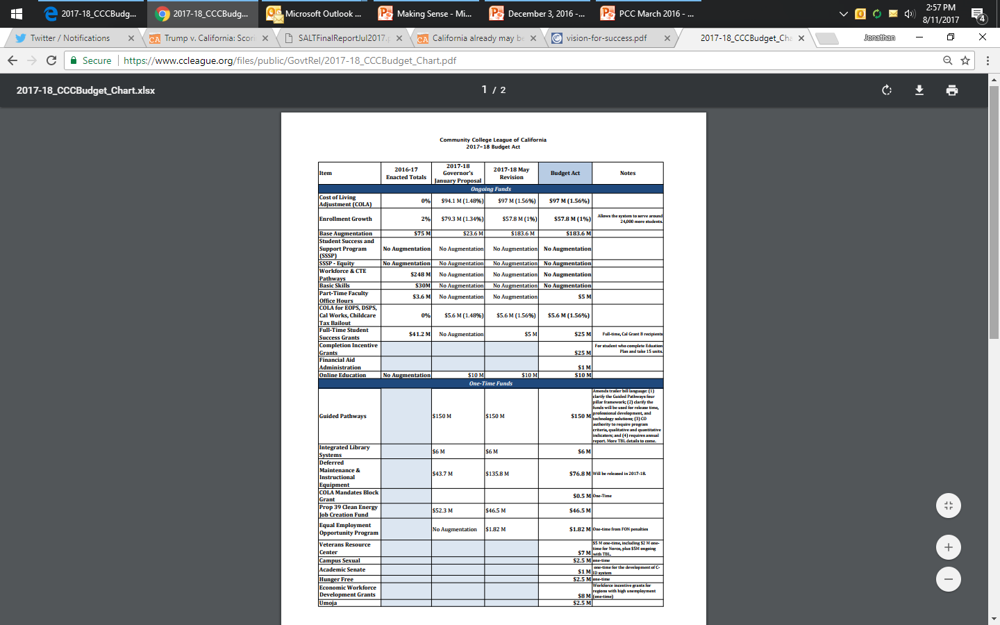 2017-18_CCCBudg...
2017-18_CCCBudg...
Microsoft Outlook ...
Making Sense - Mi...
December 3, 2016 -...
PCC March 2016 - ...
2:57 PM
8/11/2017
4
Twitter / Notifications
Trump v. California: Scori
SALTFinalReportJul2017.p
California already may be
vision-for-success.pdf
2017-18_CCCBudget_Cha
Jonathan
Secure
https://www.ccleague.org/files/public/GovtRel/2017-18_CCCBudget_Chart.pdf
2017-18_CCCBudget_Chart.xlsx
1 / 2
Community College League of California
2017-18 Budget Act
Item
2016-17
Enacted Totals
2017-18
Governor's
January Proposal
2017-18 May
Revision
Budget Act
Notes
Ongoing Funds
Cost of Living
Adjustment (COLA)
0%
$94.1 M (1.48%)
$97 M (1.56%)
$97 M (1.56%)
Enrollment Growth
2%
$79.3 M (1.34%)
$57.8 M (1%)
$57.8 M (1%)
Allows the system to serve around
24,000 more students.
Base Augmentation
$75 M
$23.6 M
$183.6 M
$183.6 M
Student Success and
Support Program
(SSSP)
No Augmentation
No Augmentation
No Augmentation
No Augmentation
SSSP - Equity
No Augmentation
No Augmentation
No Augmentation
No Augmentation
Workforce & CTE
Pathways
$248 M
No Augmentation
No Augmentation
No Augmentation
Basic Skills
$30M
No Augmentation
No Augmentation
No Augmentation
Part-Time Faculty
Office Hours
$3.6 M
No Augmentation
No Augmentation
$5 M
COLA for EOPS, DSPS,
Cal Works, Childcare
Tax Bailout
0%
$5.6 M (1.48%)
$5.6 M (1.56%)
$5.6 M (1.56%)
Full-Time Student
Success Grants
$41.2 M
No Augmentation
$5 M
$25 M
Full-time, Cal Grant B recipients
Completion Incentive
Grants
$25 M
For student who complete Eduation
Plan and take 15 units.
Financial Aid
Administration
$1 M
Online Education
No Augmentation
$10 M
$10 M
$10 M
One-Time Funds
Guided Pathways
$150 M
$150 M
$150 M
Amends trailer bill language: (1)
clarify the Guided Pathways four
pillar framework; (2) clarify the
funds will be used for release time,
professional development, and
technology solutions; (3) CO
authority to require program
criteria, qualitative and quantitative
indicators; and (4) requires annual
report. More TBL details to come.
Integrated Library
Systems
$6 M
$6 M
$6 M
Deferred
Maintenance &
Instructional
Equipment
$43.7 M
$135.8 M
$76.8 M
Will be released in 2017-18.
COLA Mandates Block
Grant
$0.5 M
One-Time
Prop 39 Clean Energy
Job Creation Fund
$52.3 M
$46.5 M
$46.5 M
Equal Employment
Opportunity Program
No Augmentation
$1.82 M
$1.82 M
One-time from FON penalties
Veterans Resource
Center
$7 M
$5 M one-time, including $2 M one-
time for Norco, plus $5M ongoing
with TBL.
Campus Sexual
$2.5 M
one-time
Academic Senate
$1 M
one-time for the development of C-
ID system
Hunger Free
$2.5 M
one-time
Economic Workforce
Development Grants
$8 M
Workforce incentive grants for
regions with high unemployment
(one-time)
Umoja
$2.5 M